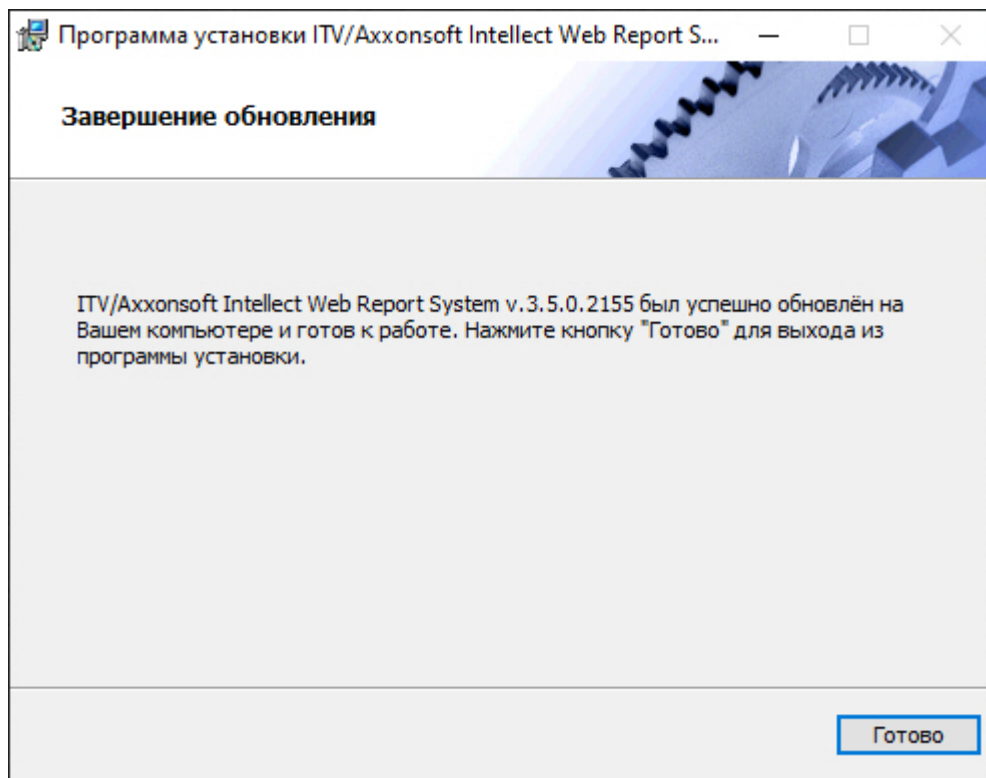 Программа установки ITV/Axxonsoft Intellect Web Report S...
Завершение обновления
ITV/Axxonsoft Intellect Web Report System v.3.5.0.2155 был успешно обновлён на
Вашем компьютере и готов к работе. Нажмите кнопку "Готово" для выхода из
программы установки.
Готово